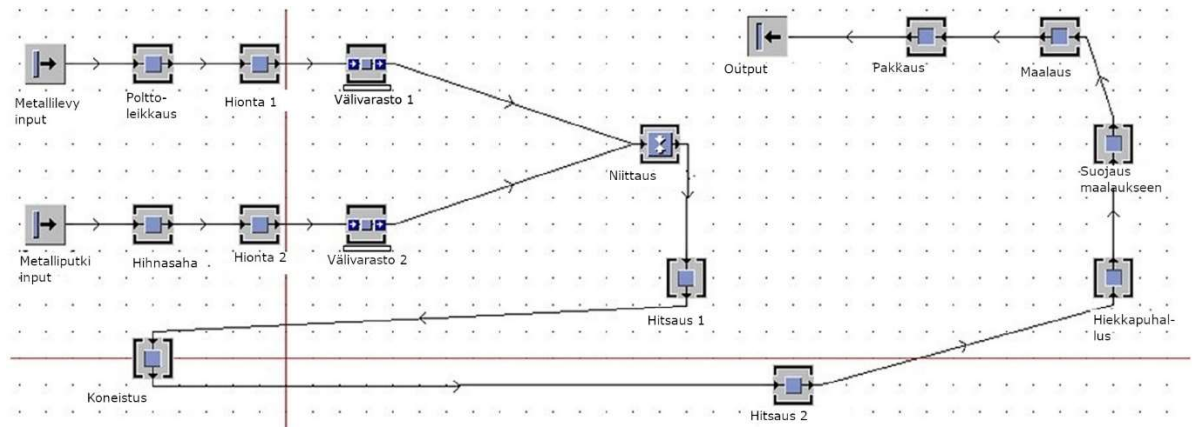 Metallilevy
input
Poltto-
leikkaus
Hionta 1
Välivarasto 1
Output
Pakkaus
Maalaus
Niittaus
Suojaus
maalaukseen
Metalliputki
input
Hihnasaha
Hionta 2
Välivarasto 2
Hitsaus 1
Hiekkapuhal-
lus
Koneistus
Hitsaus 2